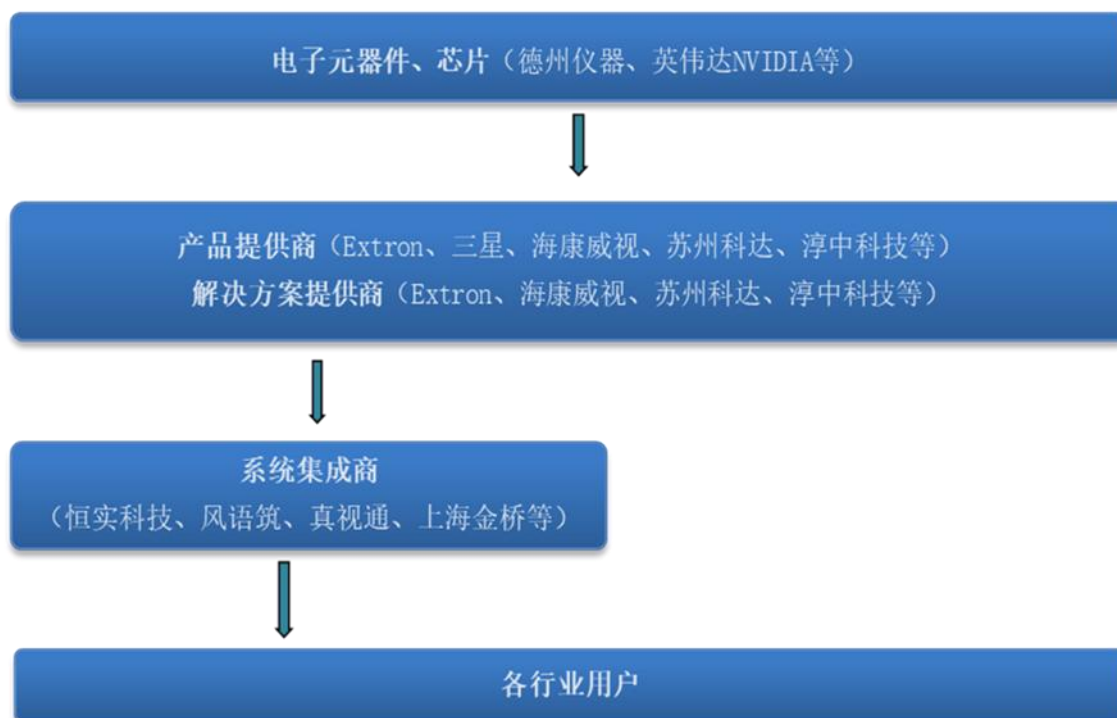 电子元器件、芯片（德州仪器、英伟达NVIDIA等）
产品提供商（Extron、三星、海康威视、苏州科达、淳中科技等）
解决方案提供商（Extron、海康威视、苏州科达、淳中科技等）
系统集成商
（恒实科技、风语筑、真视通、上海金桥等）
各行业用户